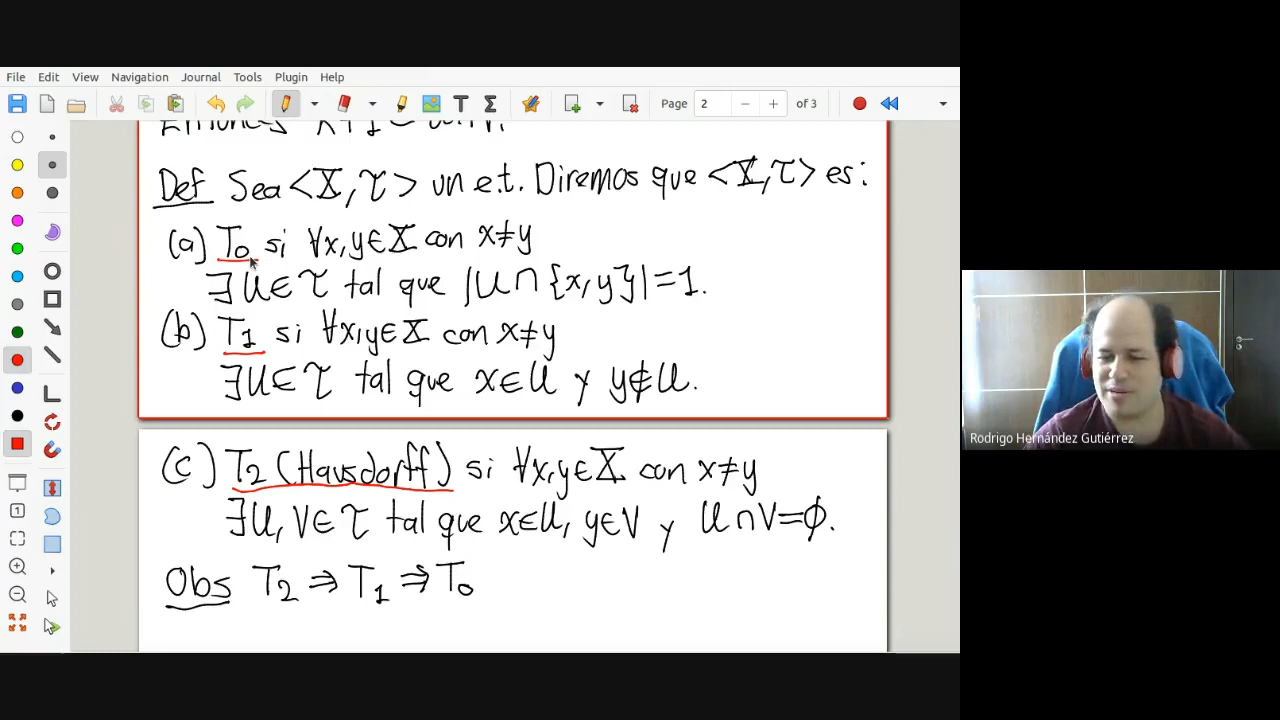 File Edit View Navigation Journal Tools Plugin Help
Page 2 of 3
Def Sea <X, τ> un e.t. Diremos que <X, τ> es:
(a) T0 si ∀x, y ∈ X con x ≠ y
∃ U ∈ τ tal que |U ∩ {x, y}| = 1.
(b) T1 si ∀x, y ∈ X con x ≠ y
∃ U ∈ τ tal que x ∈ U y y ∉ U.
(c) T2 (Hausdorff) si ∀x, y ∈ X con x ≠ y
∃ U, V ∈ τ tal que x ∈ U, y ∈ V y U ∩ V = ∅.
Obs T2 ⇒ T1 ⇒ T0
Rodrigo Hernández Gutiérrez